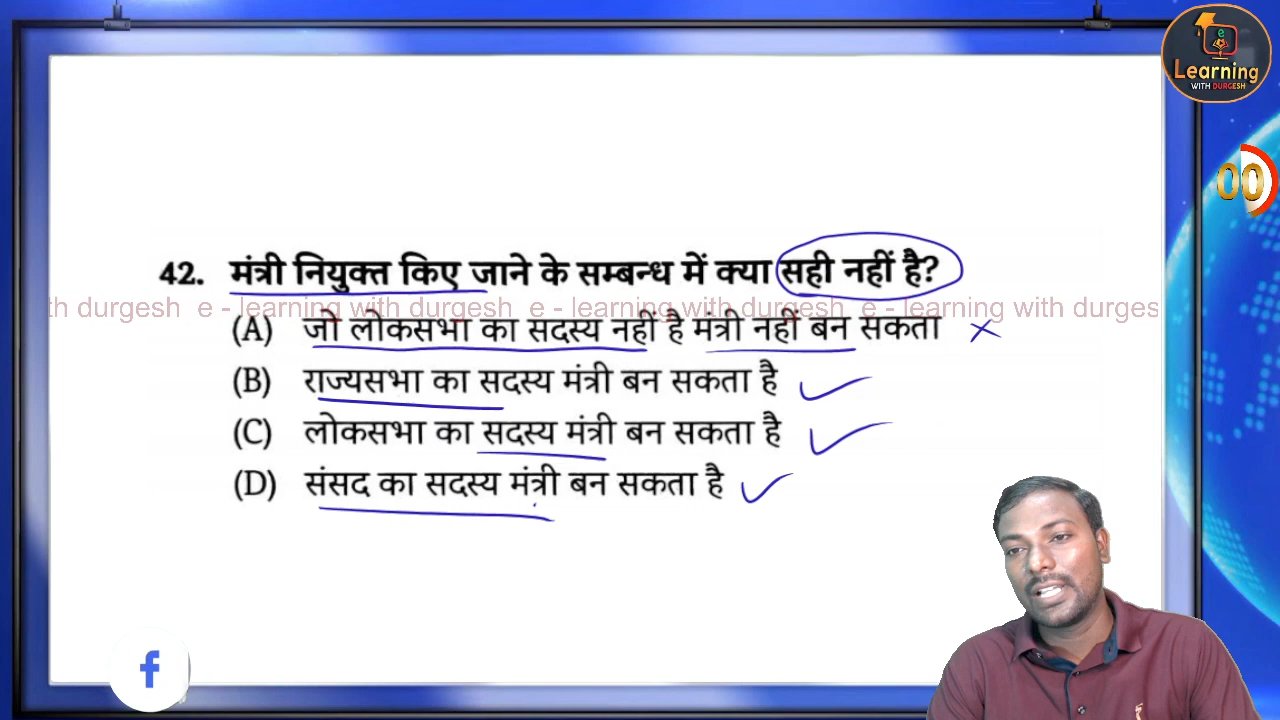 e
Learning
WITH DURGESH
00
42. मंत्री नियुक्त किए जाने के सम्बन्ध में क्या सही नहीं है?
th durgesh e - learning with durgesh e - learning with durgesh e - learning with durges
(A) जो लोकसभा का सदस्य नहीं है मंत्री नहीं बन सकता
(B) राज्यसभा का सदस्य मंत्री बन सकता है
(C) लोकसभा का सदस्य मंत्री बन सकता है
(D) संसद का सदस्य मंत्री बन सकता है
f